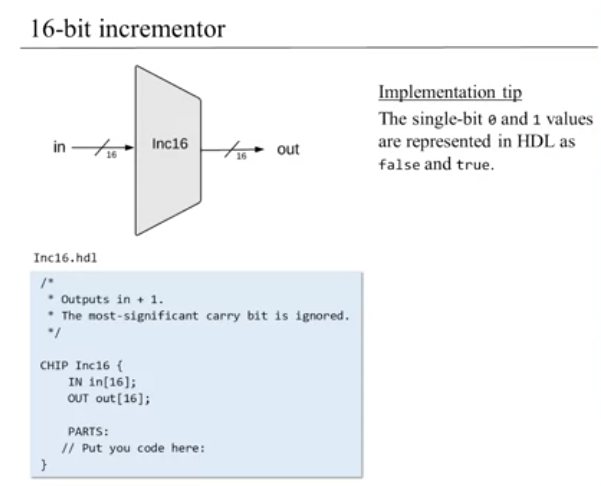 16-bit incrementor
in
16
Inc16
16
out
Implementation tip
The single-bit 0 and 1 values
are represented in HDL as
false and true.
Inc16.hdl
/*
* Outputs in + 1.
* The most-significant carry bit is ignored.
*/
CHIP Inc16 {
IN in[16];
OUT out[16];
PARTS:
// Put you code here:
}